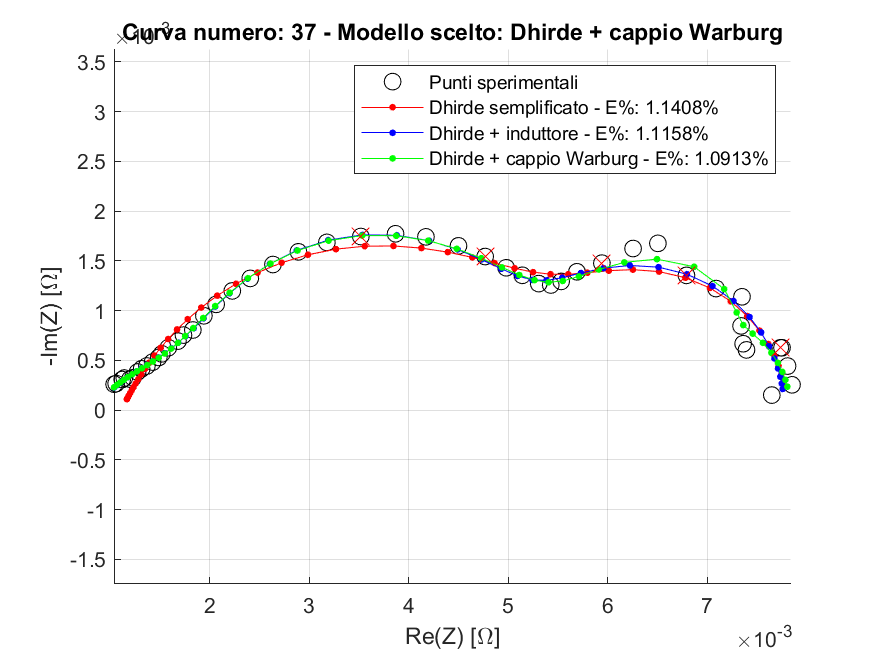 Curva numero: 37 - Modello scelto: Dhirde + cappio Warburg
×10-3
3.5
3
2.5
2
1.5
1
0.5
0
-0.5
-1
-1.5
-Im(Z) [Ω]
Punti sperimentali
Dhirde semplificato - E%: 1.1408%
Dhirde + induttore - E%: 1.1158%
Dhirde + cappio Warburg - E%: 1.0913%
2 3 4 5 6 7
Re(Z) [Ω]
×10-3